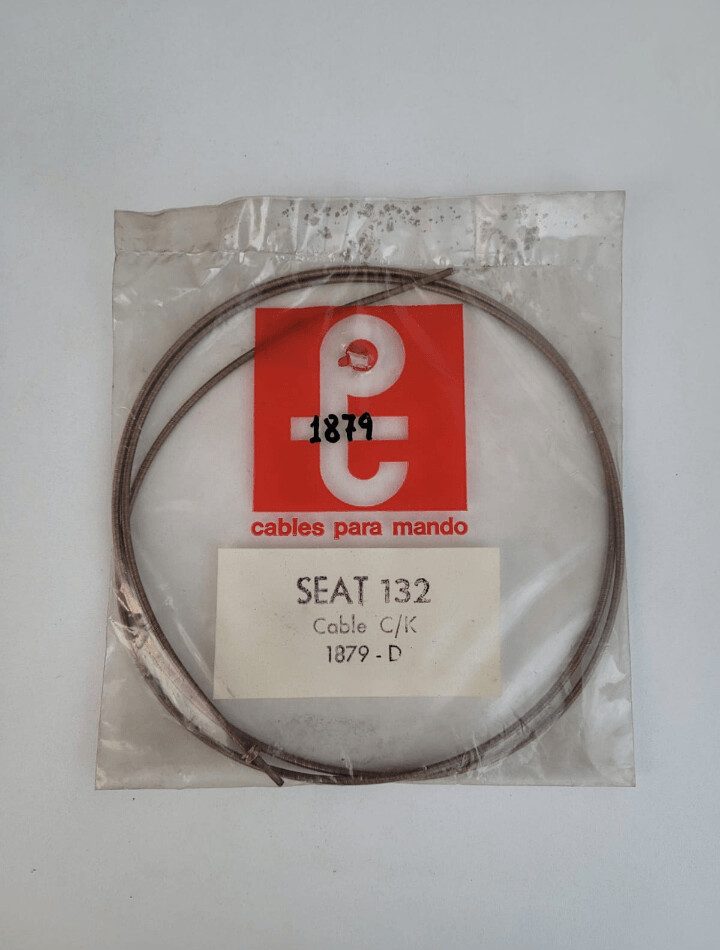 1879
cables para mando
SEAT 132
Cable C/K
1879 - D